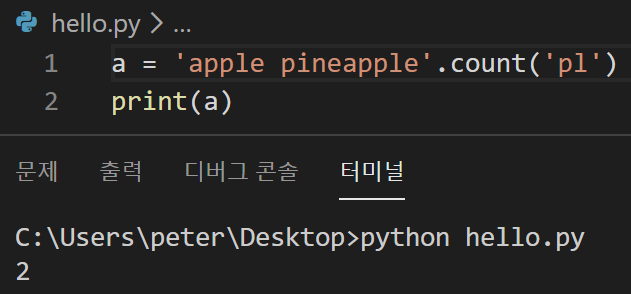 hello.py > ...
1 a = 'apple pineapple'.count('pl')
2 print(a)
문제 출력 디버그 콘솔 터미널
C:\Users\peter\Desktop>python hello.py
2